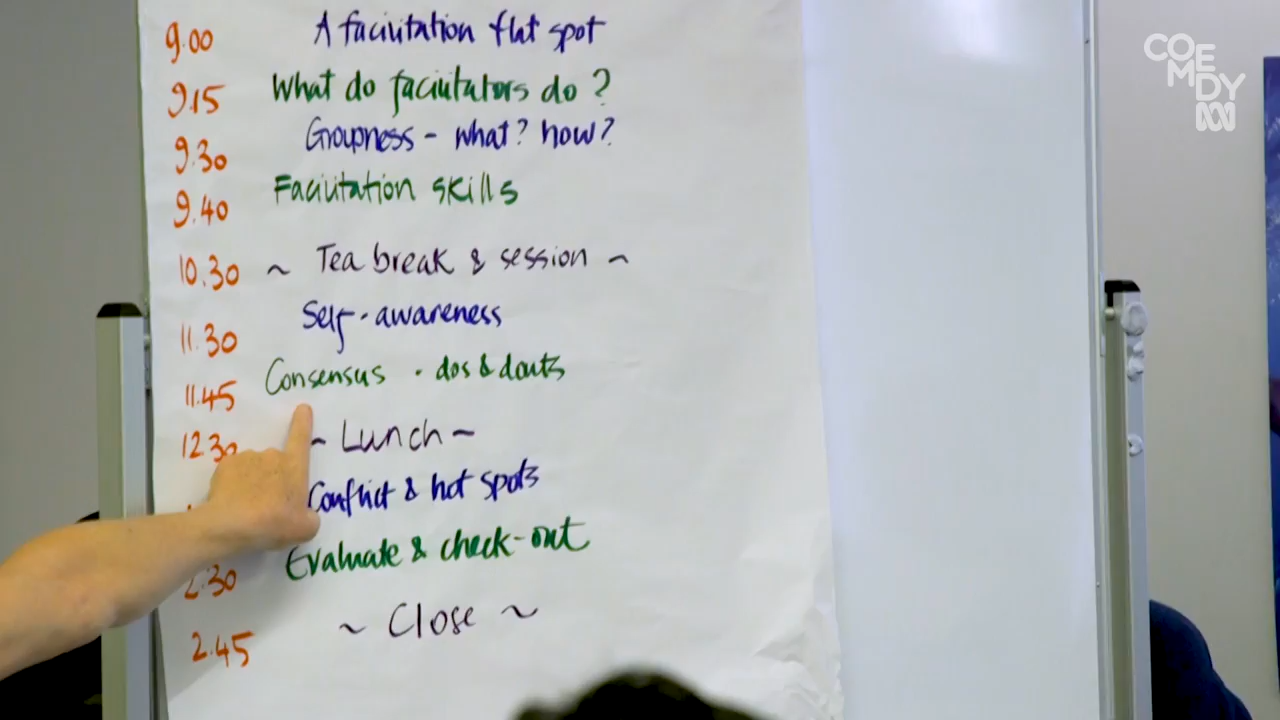 9.00 A facilitation flat spot
9.15 What do facilitators do?
9.30 Groupness - what? how?
9.40 Facilitation skills
10.30 ~ Tea break & session ~
11.30 Self-awareness
11.45 Consensus · dos & donts
12.30 ~ Lunch ~
Conflict & hot spots
2.30 Evaluate & check-out
2.45 ~ Close ~
COMEDY